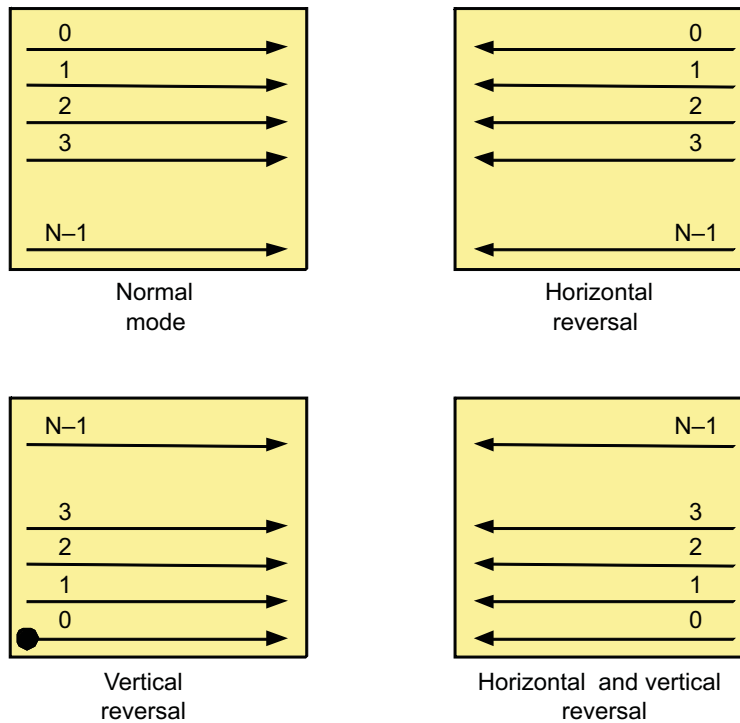 0
1
2
3
N–1
Normal
mode
0
1
2
3
N–1
Horizontal
reversal
N–1
3
2
1
0
Vertical
reversal
N–1
3
2
1
0
Horizontal and vertical
reversal